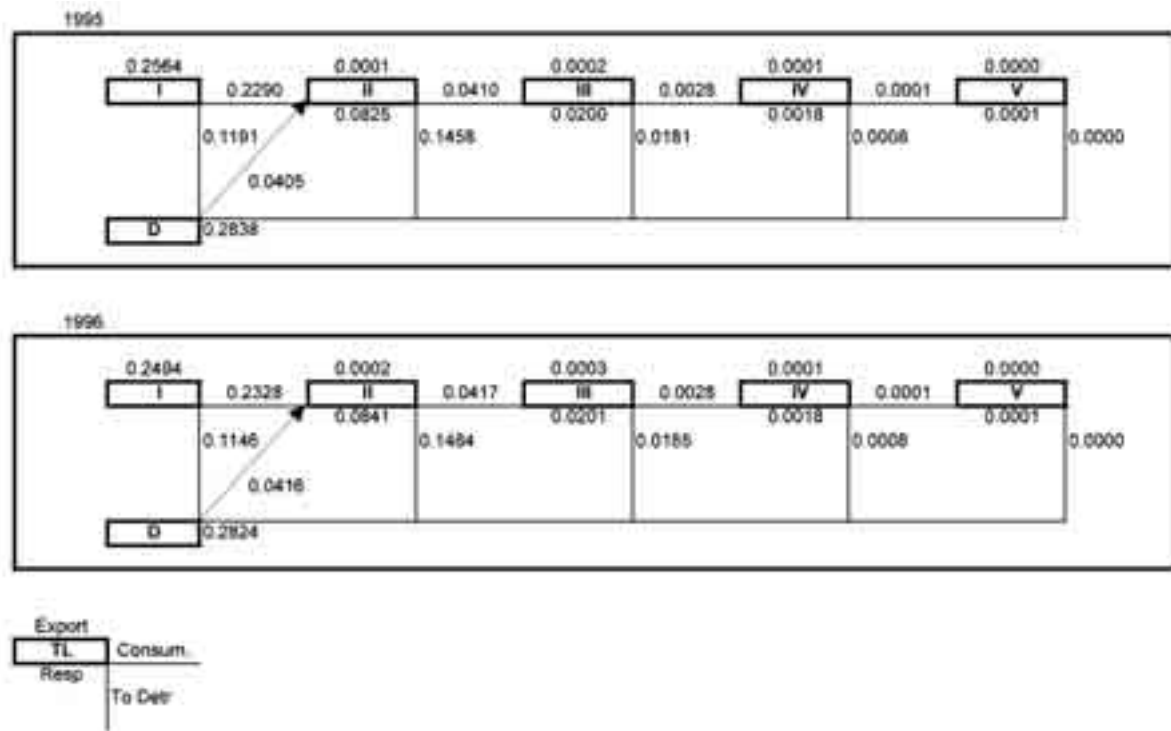 1995
0.2564 0.0001 0.0002 0.0001 0.0000
I 0.2290 II 0.0410 III 0.0028 IV 0.0001 V
0.0825 0.0200 0.0018 0.0001
0.1191 0.1458 0.0181 0.0008 0.0000
0.0405
D 0.2838
1996
0.2494 0.0002 0.0003 0.0001 0.0000
I 0.2328 II 0.0417 III 0.0028 IV 0.0001 V
0.0841 0.0201 0.0018 0.0001
0.1146 0.1484 0.0185 0.0008 0.0000
0.0416
D 0.2824
Export
TL Consum.
Resp
To Detr